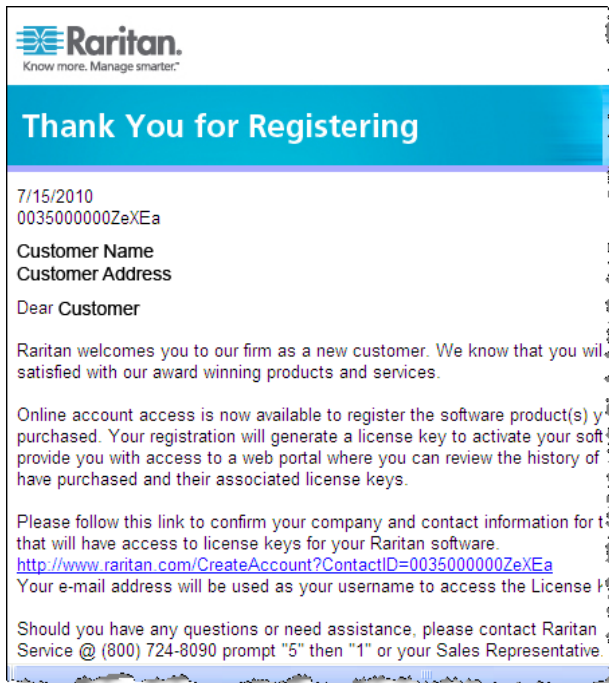 Raritan.
Know more. Manage smarter.™
Thank You for Registering
7/15/2010
0035000000ZeXEa
Customer Name
Customer Address
Dear Customer
Raritan welcomes you to our firm as a new customer. We know that you wil
satisfied with our award winning products and services.
Online account access is now available to register the software product(s) y
purchased. Your registration will generate a license key to activate your soft
provide you with access to a web portal where you can review the history of
have purchased and their associated license keys.
Please follow this link to confirm your company and contact information for t
that will have access to license keys for your Raritan software.
http://www.raritan.com/CreateAccount?ContactID=0035000000ZeXEa
Your e-mail address will be used as your username to access the License
Should you have any questions or need assistance, please contact Raritan
Service @ (800) 724-8090 prompt "5" then "1" or your Sales Representative.